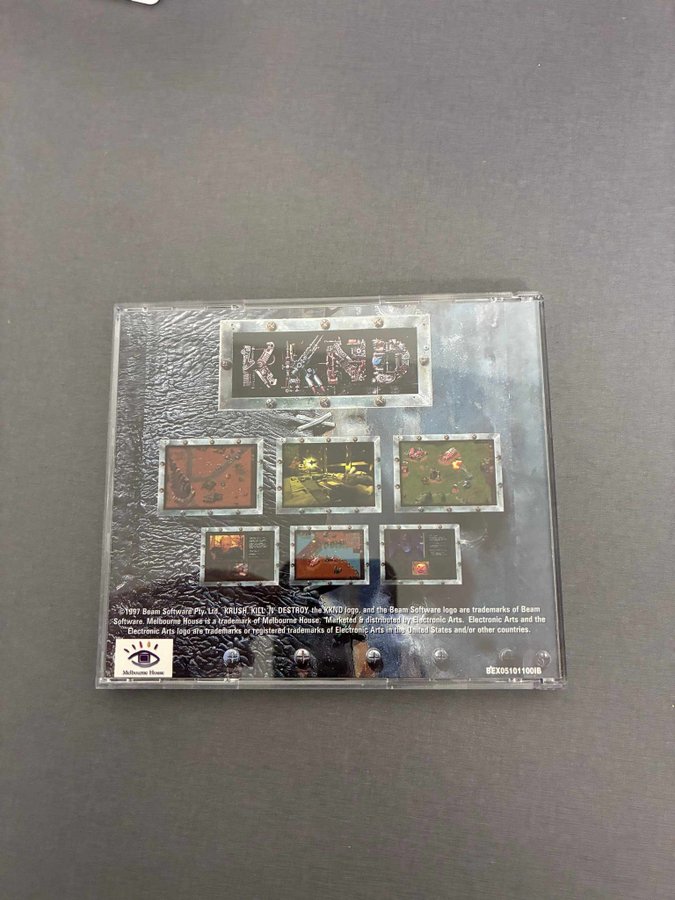 KKND
©1997 Beam Software Pty. Ltd., KRUSH, KILL 'N' DESTROY, the KKND logo, and the Beam Software logo are trademarks of Beam
Software. Melbourne House is a trademark of Melbourne House. Marketed & distributed by Electronic Arts. Electronic Arts and the
Electronic Arts logo are trademarks or registered trademarks of Electronic Arts in the United States and/or other countries.
Melbourne House
BEX05101100IB